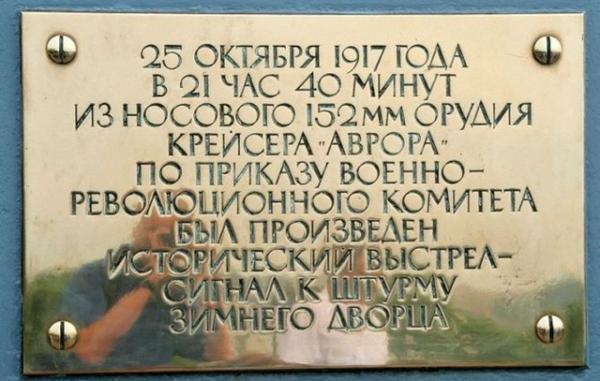 25 ОКТЯБРЯ 1917 ГОДА
В 21 ЧАС 40 МИНУТ
ИЗ НОСОВОГО 152ММ ОРУДИЯ
КРЕЙСЕРА „АВРОРА"
ПО ПРИКАЗУ ВОЕННО-
РЕВОЛЮЦИОННОГО КОМИТЕТА
БЫЛ ПРОИЗВЕДЕН
ИСТОРИЧЕСКИЙ ВЫСТРЕЛ-
СИГНАЛ К ШТУРМУ
ЗИМНЕГО ДВОРЦА